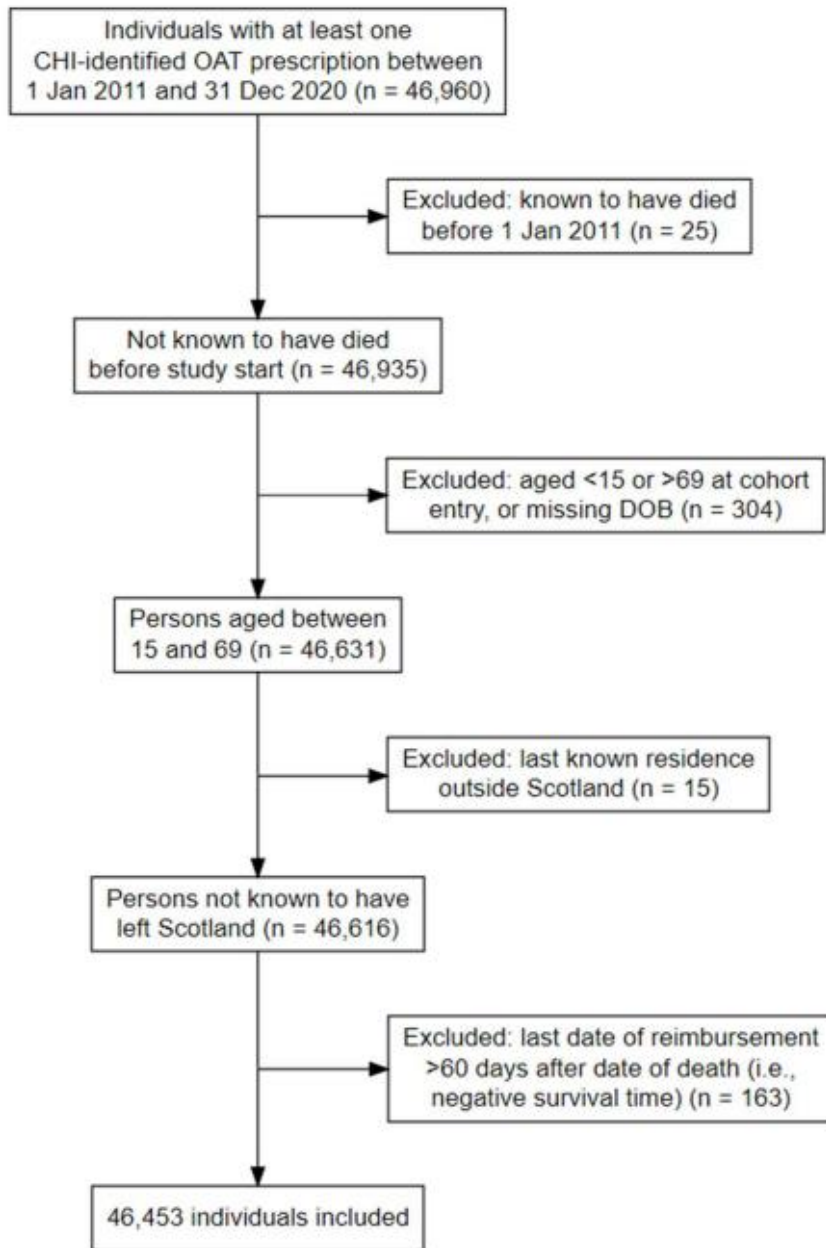 Individuals with at least one
CHI-identified OAT prescription between
1 Jan 2011 and 31 Dec 2020 (n = 46,960)
Excluded: known to have died
before 1 Jan 2011 (n = 25)
Not known to have died
before study start (n = 46,935)
Excluded: aged <15 or >69 at cohort
entry, or missing DOB (n = 304)
Persons aged between
15 and 69 (n = 46,631)
Excluded: last known residence
outside Scotland (n = 15)
Persons not known to have
left Scotland (n = 46,616)
Excluded: last date of reimbursement
>60 days after date of death (i.e.,
negative survival time) (n = 163)
46,453 individuals included